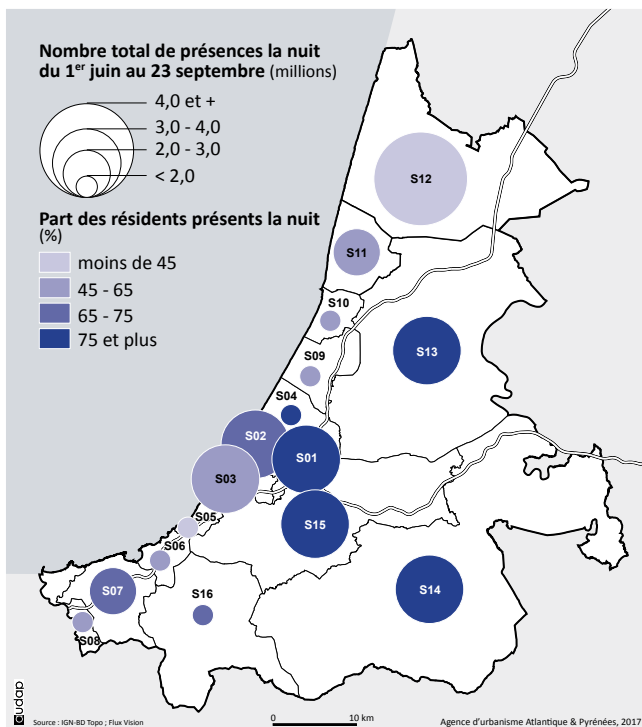 Nombre total de présences la nuit
du 1er juin au 23 septembre (millions)
4,0 et +
3,0 - 4,0
2,0 - 3,0
< 2,0
Part des résidents présents la nuit
(%)
moins de 45
45 - 65
65 - 75
75 et plus
S12
S11
S10
S13
S09
S04
S02
S01
S03
S05
S15
S06
S07
S16
S14
S08
audap
Source : IGN-BD Topo ; Flux Vision
0 10 km
Agence d'urbanisme Atlantique & Pyrénées, 2017